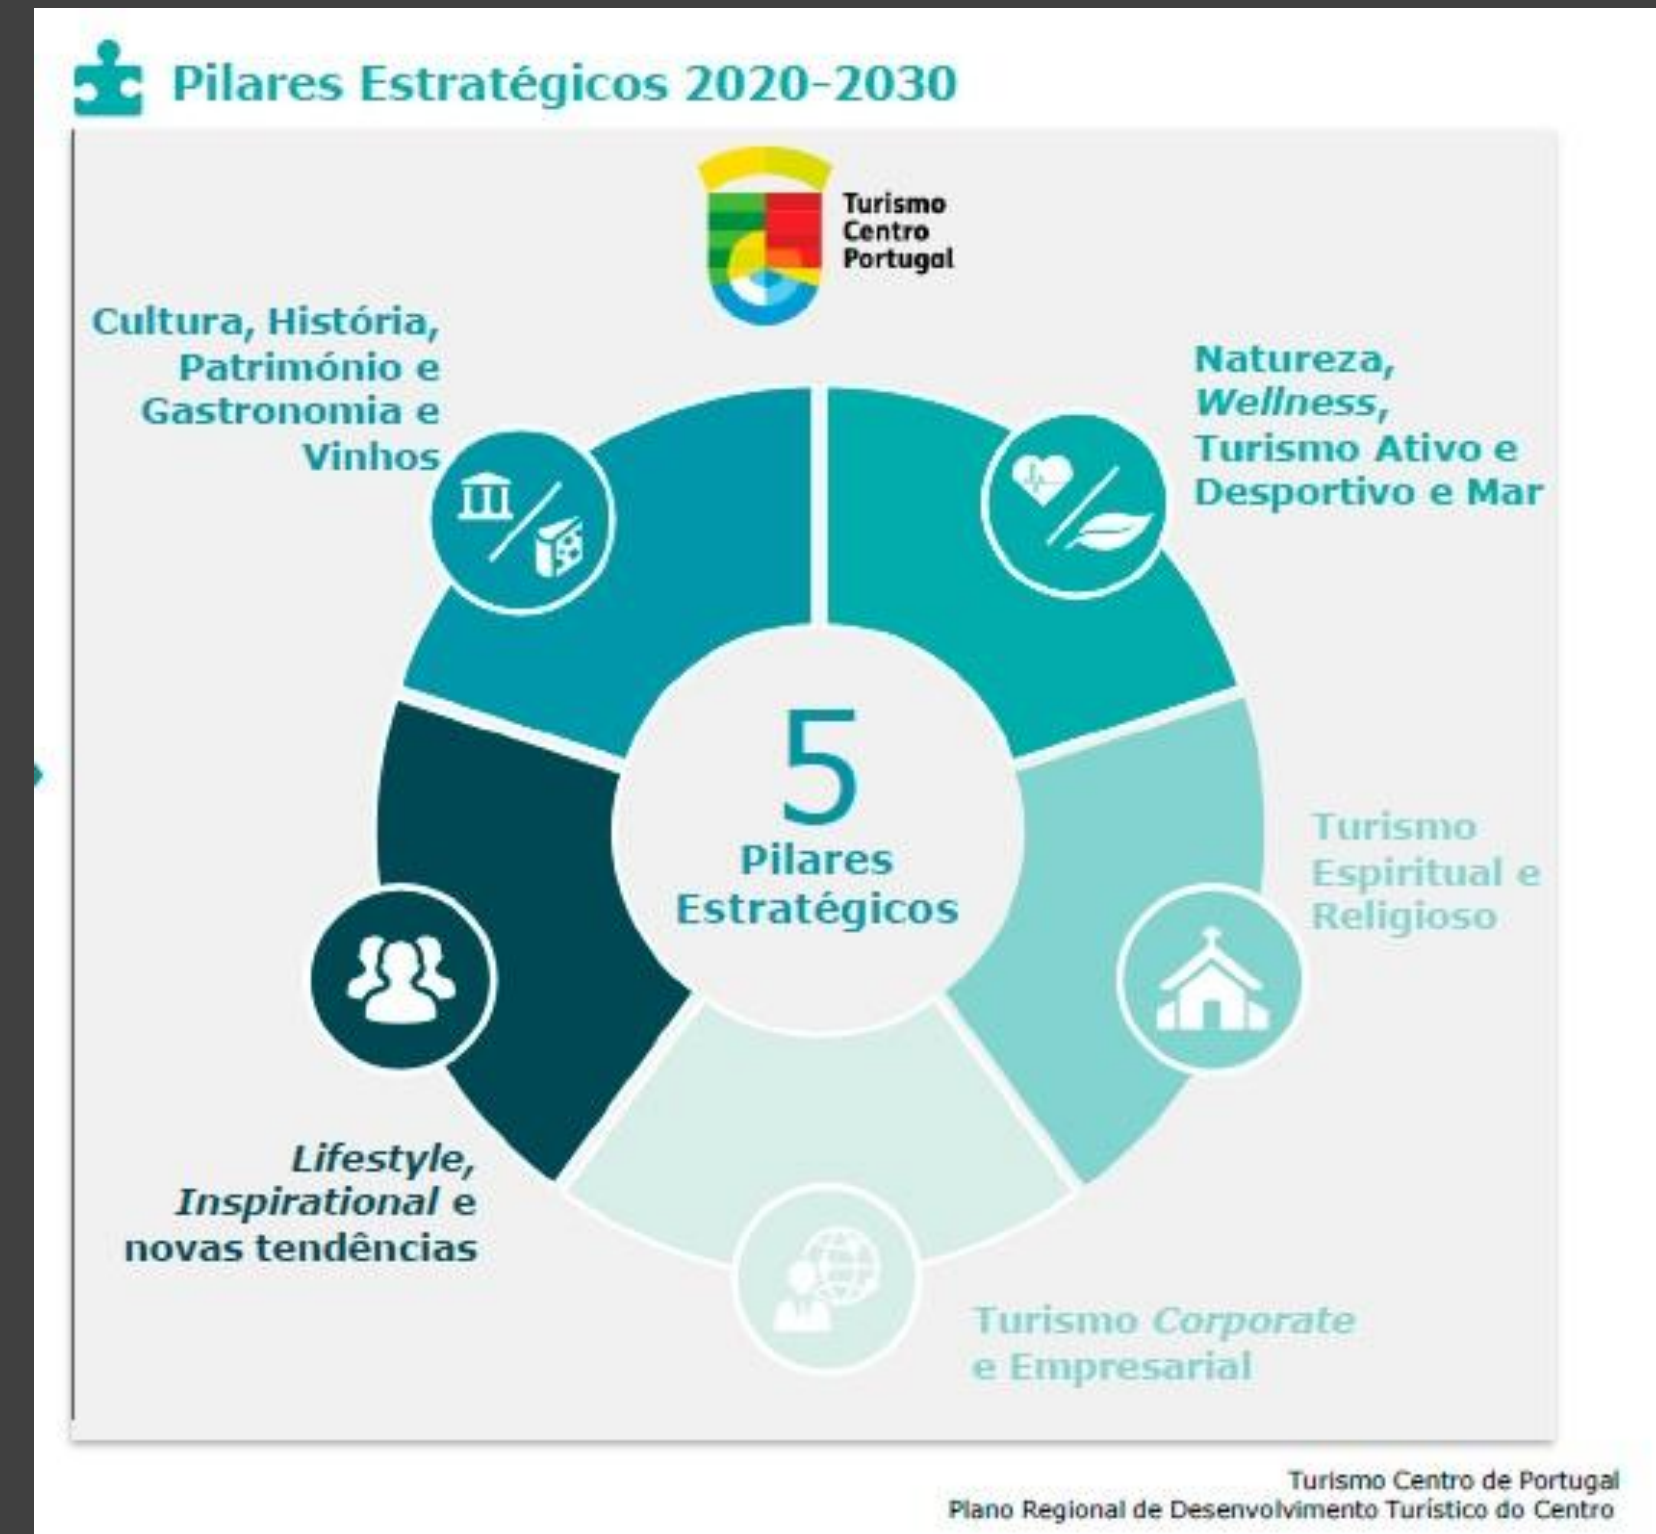 Pilares Estratégicos 2020-2030
Turismo
Centro
Portugal
Cultura, História,
Património e
Gastronomia e
Vinhos
Natureza,
Wellness,
Turismo Ativo e
Desportivo e Mar
5
Pilares
Estratégicos
Turismo
Espiritual e
Religioso
Lifestyle,
Inspirational e
novas tendências
Turismo Corporate
e Empresarial
Turismo Centro de Portugal
Plano Regional de Desenvolvimento Turístico do Centro